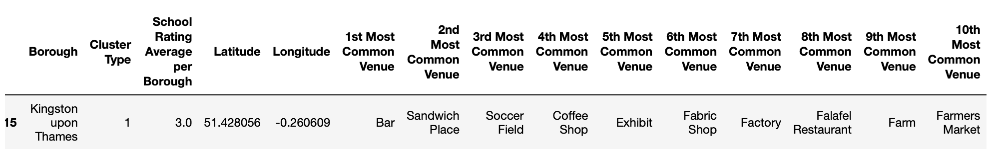 Borough Cluster Type School Rating Average per Borough Latitude Longitude 1st Most Common Venue 2nd Most Common Venue 3rd Most Common Venue 4th Most Common Venue 5th Most Common Venue 6th Most Common Venue 7th Most Common Venue 8th Most Common Venue 9th Most Common Venue 10th Most Common Venue
15 Kingston upon Thames 1 3.0 51.428056 -0.260609 Bar Sandwich Place Soccer Field Coffee Shop Exhibit Fabric Shop Factory Falafel Restaurant Farm Farmers Market